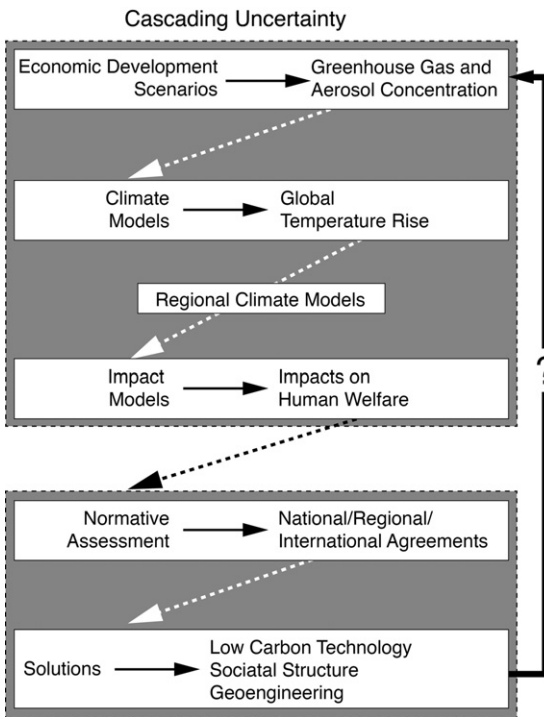 Cascading Uncertainty
Economic Development
Scenarios
Greenhouse Gas and
Aerosol Concentration
Climate
Models
Global
Temperature Rise
Regional Climate Models
Impact
Models
Impacts on
Human Welfare
?
Normative
Assessment
National/Regional/
International Agreements
Solutions
Low Carbon Technology
Sociatal Structure
Geoengineering